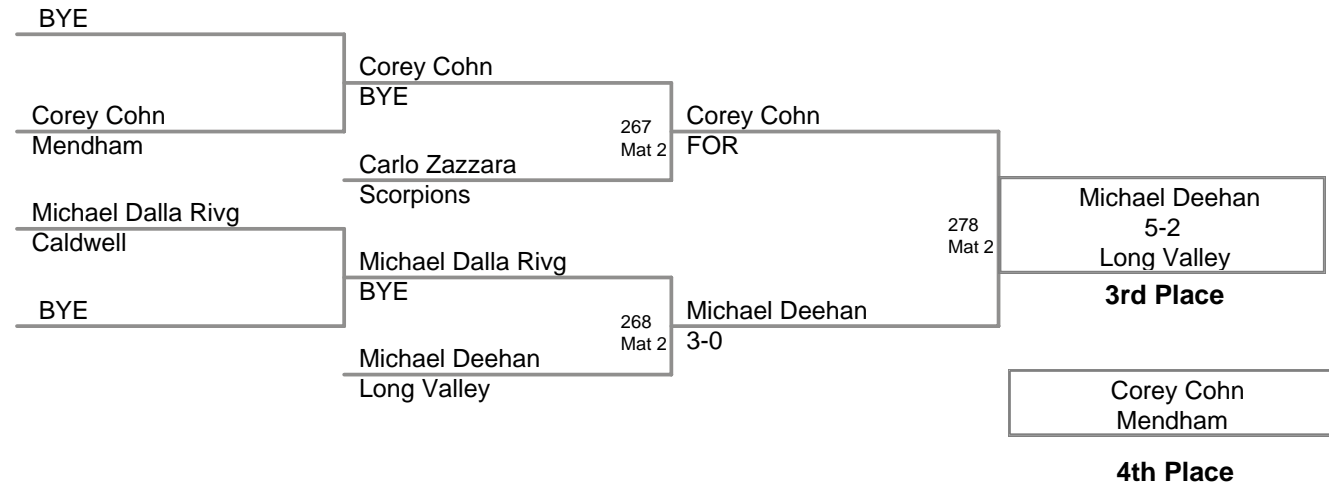 BYE
Corey Cohn
BYE
Corey Cohn
Mendham
267
Mat 2
Corey Cohn
FOR
Carlo Zazzara
Scorpions
Michael Dalla Rivg
Caldwell
Michael Deehan
5-2
Long Valley
278
Mat 2
Michael Dalla Rivg
BYE
3rd Place
BYE
268
Mat 2
Michael Deehan
3-0
Michael Deehan
Long Valley
Corey Cohn
Mendham
4th Place